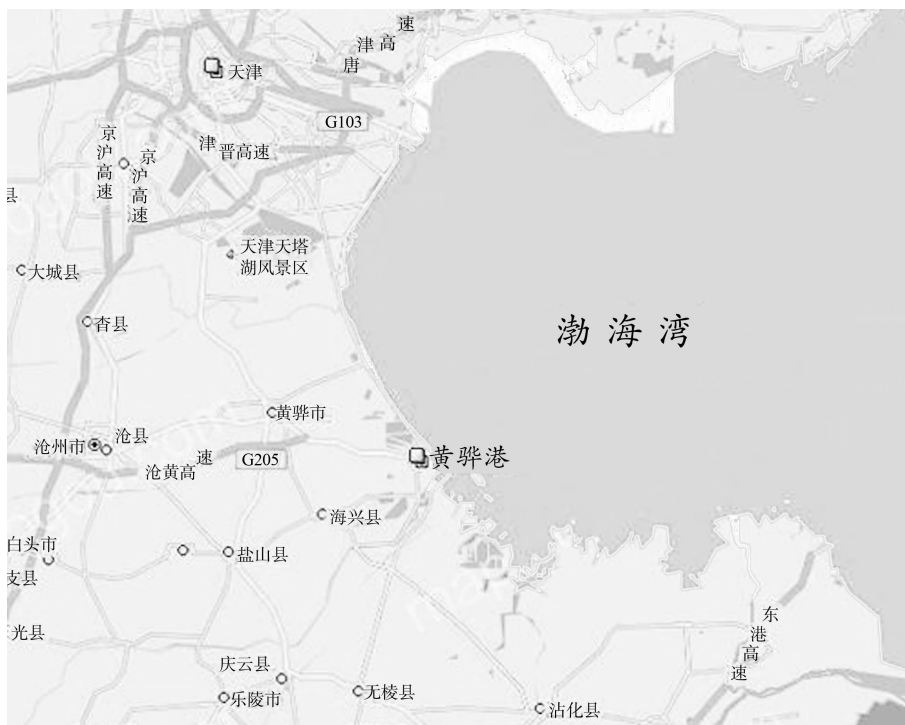 津
唐
高
速
天津
G103
津
晋高速
京
沪
高
速
京
沪
高
速
县
天津天塔
湖风景区
大城县
杳县
渤海湾
黄骅市
沧州市
沧县
速
沧黄高
G205
黄骅港
海兴县
白头市
盐山县
支县
光县
东
港
高
速
庆云县
乐陵市
无棱县
沾化县